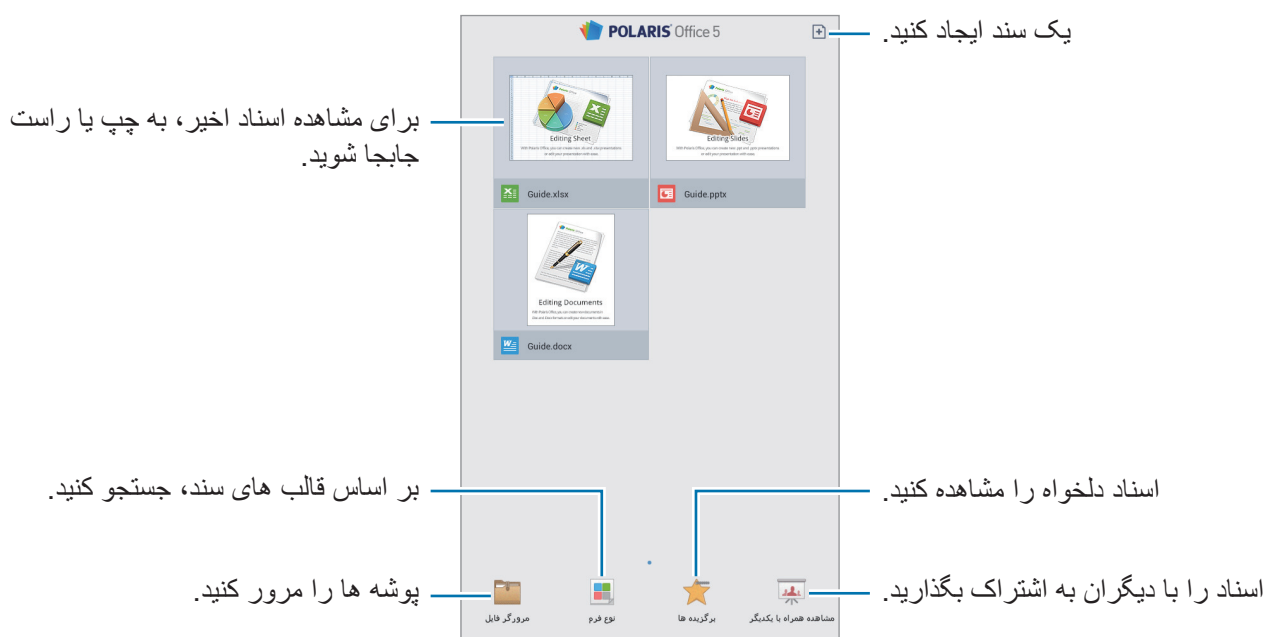 POLARIS Office 5
یک سند ایجاد کنید.
برای مشاهده اسناد اخیر، به چپ یا راست
جابجا شوید.
Editing Sheet
Editing Slides
Guide.xlsx
Guide.pptx
Editing Documents
Guide.docx
اسناد دلخواه را مشاهده کنید.
بر اساس قالب های سند، جستجو کنید.
اسناد را با دیگران به اشتراک بگذارید.
پوشه ها را مرور کنید.
مشاهده همراه با یکدیگر
برگزیده ها
نوع فرم
مرورگر فایل